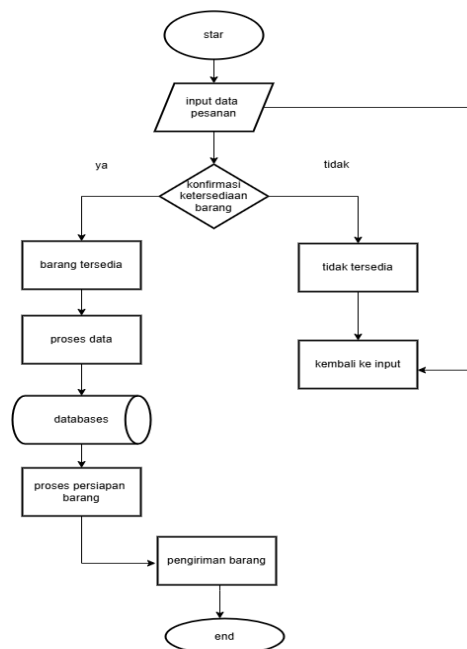 star
input data
pesanan
ya
tidak
konfirmasi
ketersediaan
barang
barang tersedia
tidak tersedia
proses data
kembali ke input
databases
proses persiapan
barang
pengiriman barang
end